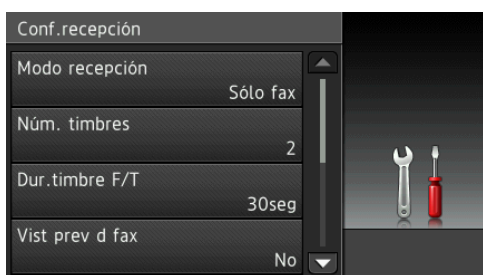 Conf.recepción
Modo recepción
Sólo fax
Núm. timbres
2
Dur.timbre F/T
30seg
Vist prev d fax
No